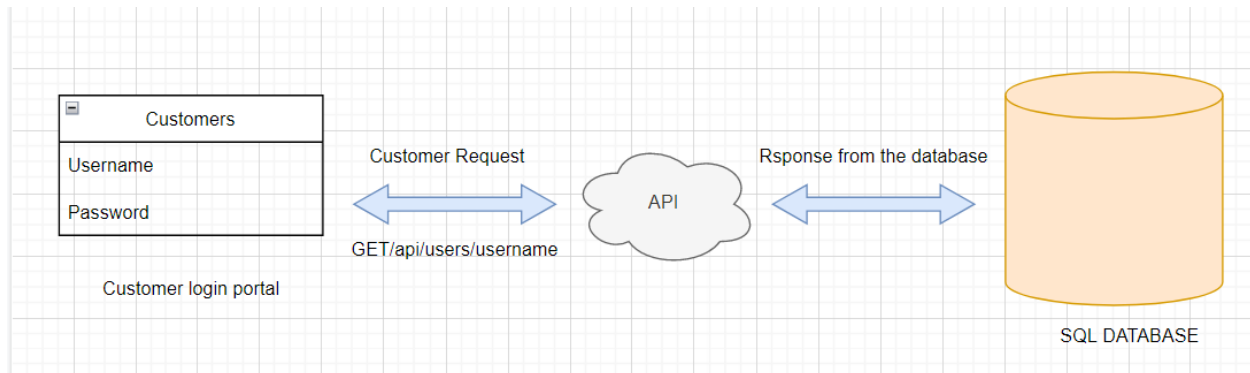 Customers
Username
Password
Customer login portal
Customer Request
GET/api/users/username
API
Rsponse from the database
SQL DATABASE